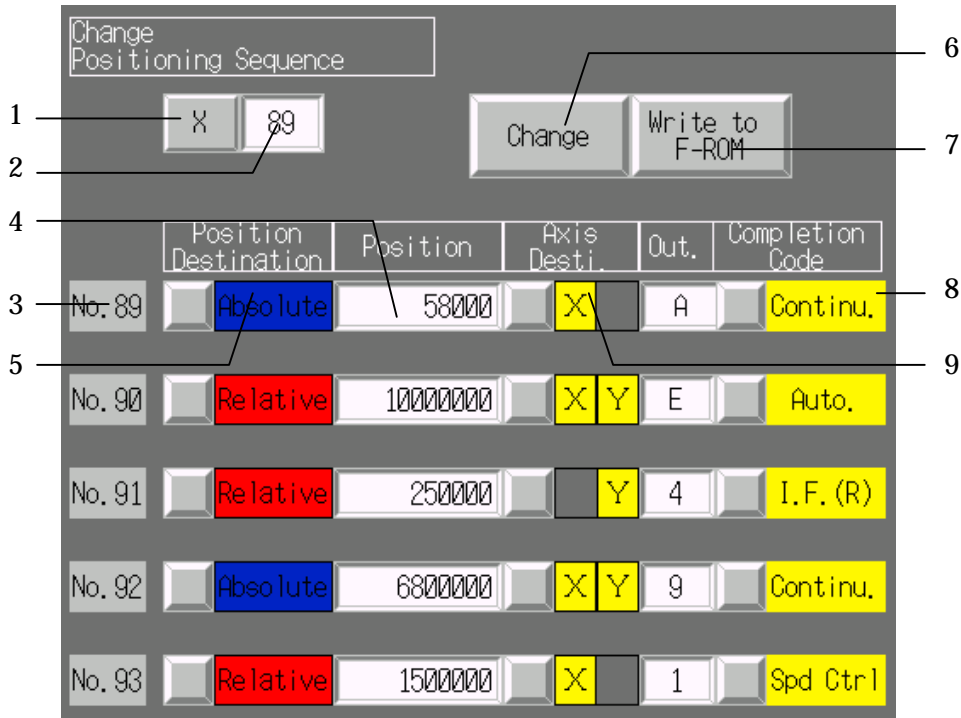 Change
Positioning Sequence
6
1
X
89
Change
Write to
F-ROM
7
2
4
Position
Destination
Position
Axis
Desti.
Out.
Completion
Code
3
No. 89
Absolute
58000
X
A
Continu.
8
5
9
No. 90
Relative
10000000
X
Y
E
Auto.
No. 91
Relative
250000
Y
4
I.F.(R)
No. 92
Absolute
6800000
X
Y
9
Continu.
No. 93
Relative
1500000
X
1
Spd Ctrl